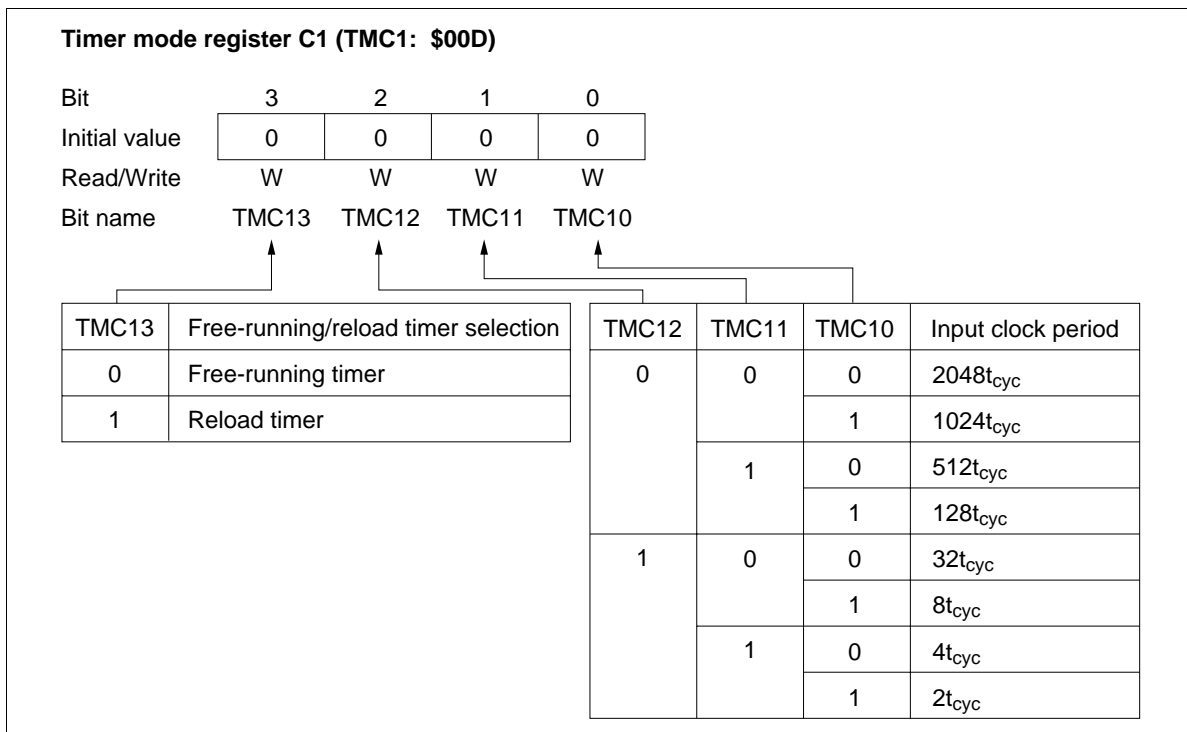 Timer mode register C1 (TMC1: $00D)
Bit 3 2 1 0
Initial value 0 0 0 0
Read/Write W W W W
Bit name TMC13 TMC12 TMC11 TMC10
TMC13 Free-running/reload timer selection
0 Free-running timer
1 Reload timer
TMC12 TMC11 TMC10 Input clock period
0 0 0 2048tcyc
1 1024tcyc
1 0 512tcyc
1 128tcyc
1 0 0 32tcyc
1 8tcyc
1 0 4tcyc
1 2tcyc